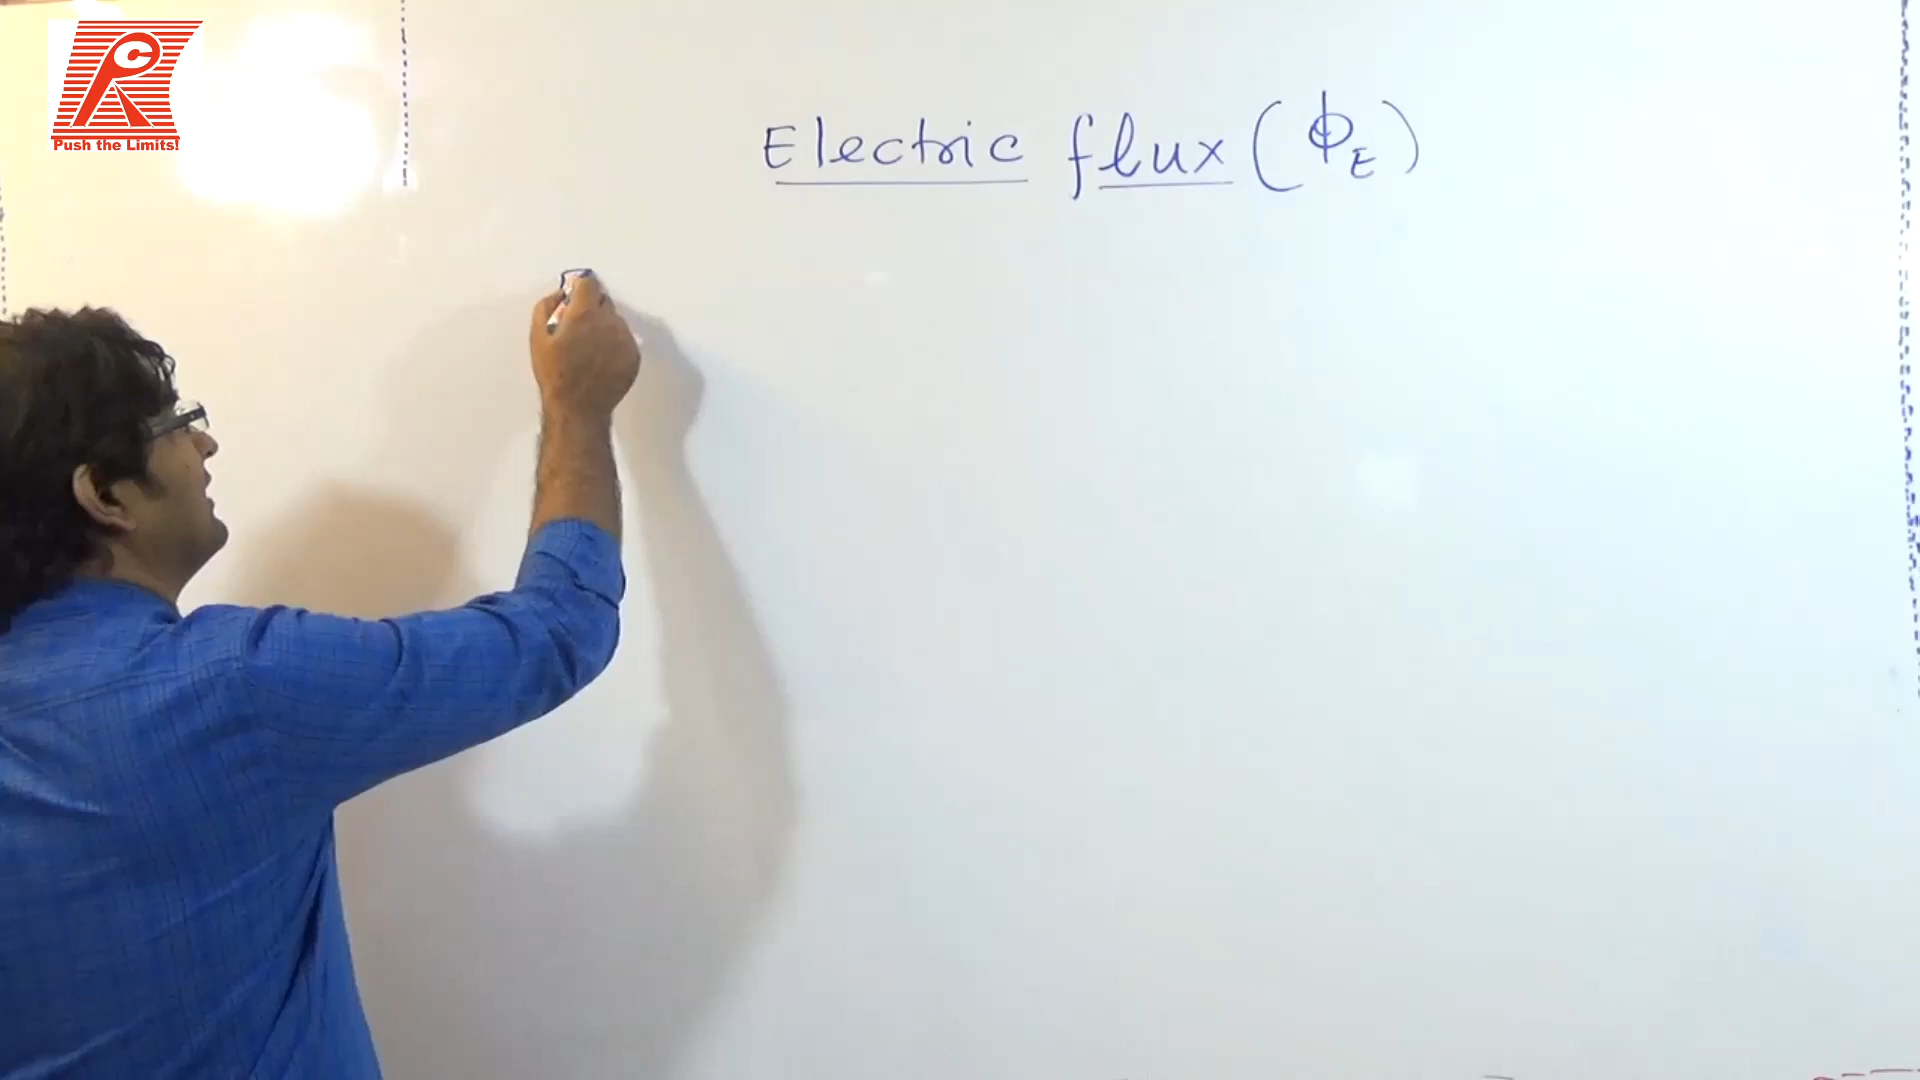 Push the Limits!
Electric flux (ΦE)